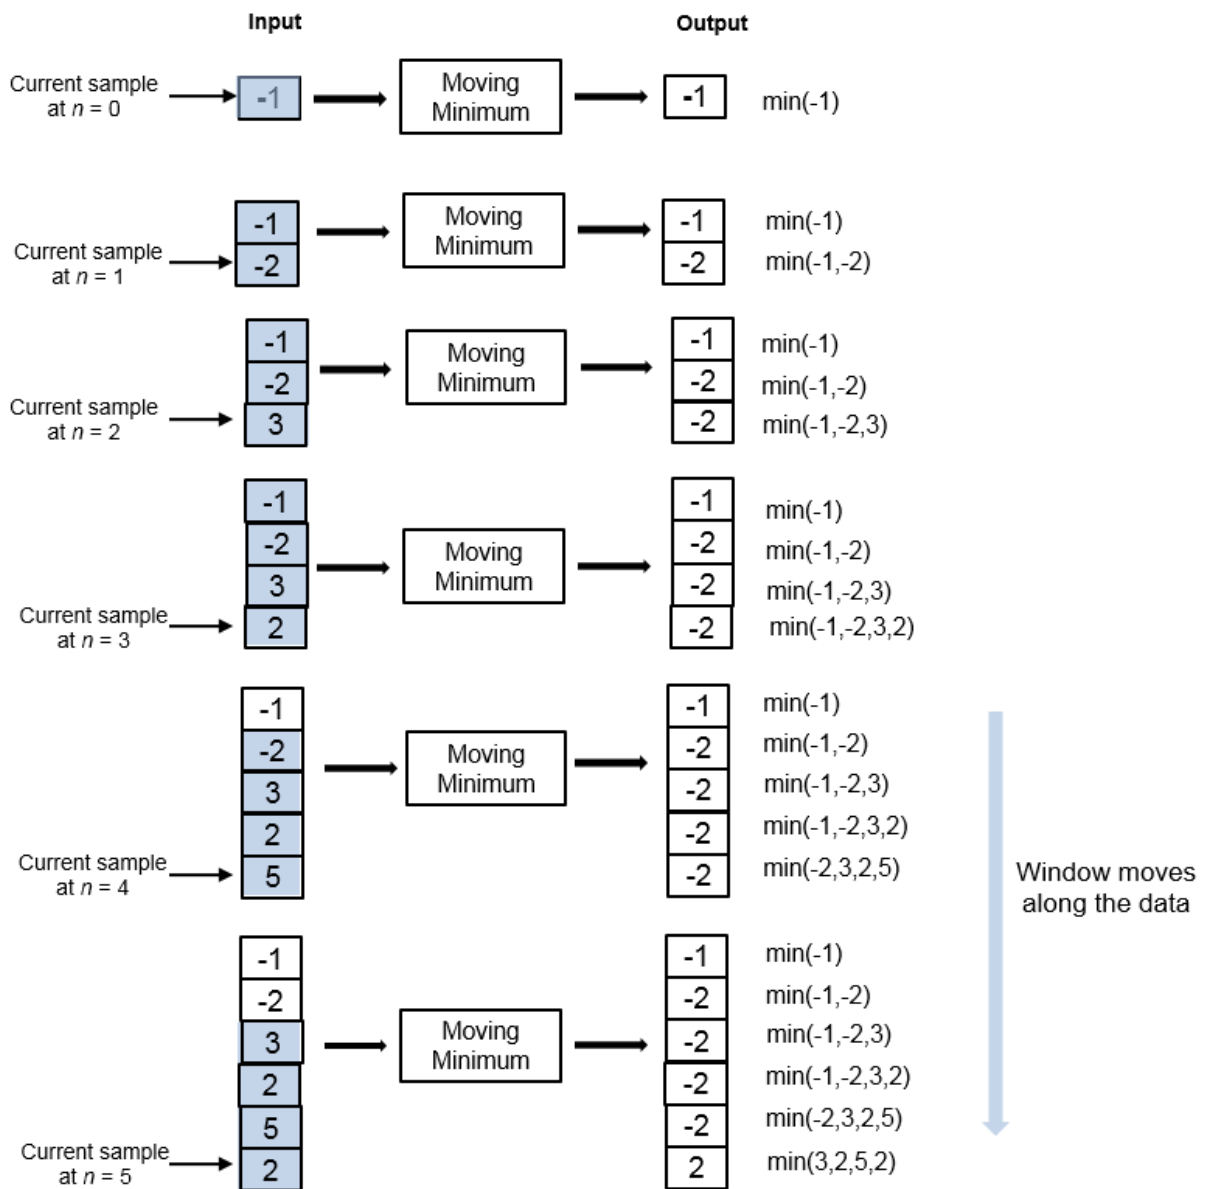 Input
Output
Current sample
at n = 0
-1
Moving
Minimum
-1
min(-1)
Current sample
at n = 1
-1
-2
Moving
Minimum
-1
-2
min(-1)
min(-1,-2)
Current sample
at n = 2
-1
-2
3
Moving
Minimum
-1
-2
-2
min(-1)
min(-1,-2)
min(-1,-2,3)
Current sample
at n = 3
-1
-2
3
2
Moving
Minimum
-1
-2
-2
-2
min(-1)
min(-1,-2)
min(-1,-2,3)
min(-1,-2,3,2)
Current sample
at n = 4
-1
-2
3
2
5
Moving
Minimum
-1
-2
-2
-2
-2
min(-1)
min(-1,-2)
min(-1,-2,3)
min(-1,-2,3,2)
min(-2,3,2,5)
Window moves
along the data
Current sample
at n = 5
-1
-2
3
2
5
2
Moving
Minimum
-1
-2
-2
-2
-2
2
min(-1)
min(-1,-2)
min(-1,-2,3)
min(-1,-2,3,2)
min(-2,3,2,5)
min(3,2,5,2)